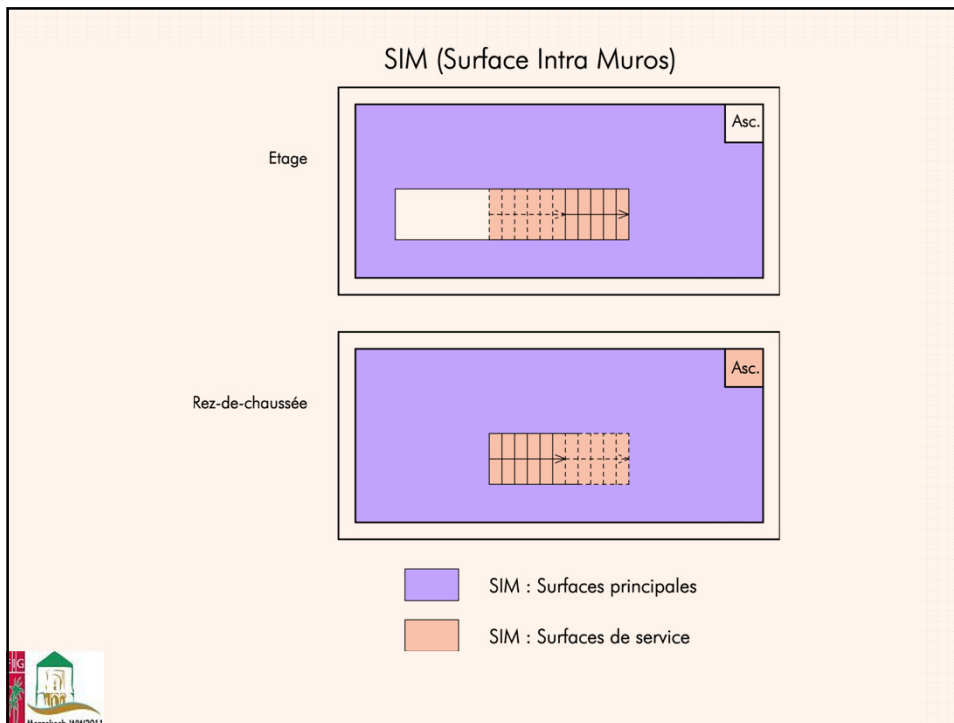 SIM (Surface Intra Muros)
Etage
Asc.
Rez-de-chaussée
Asc.
SIM : Surfaces principales
SIM : Surfaces de service